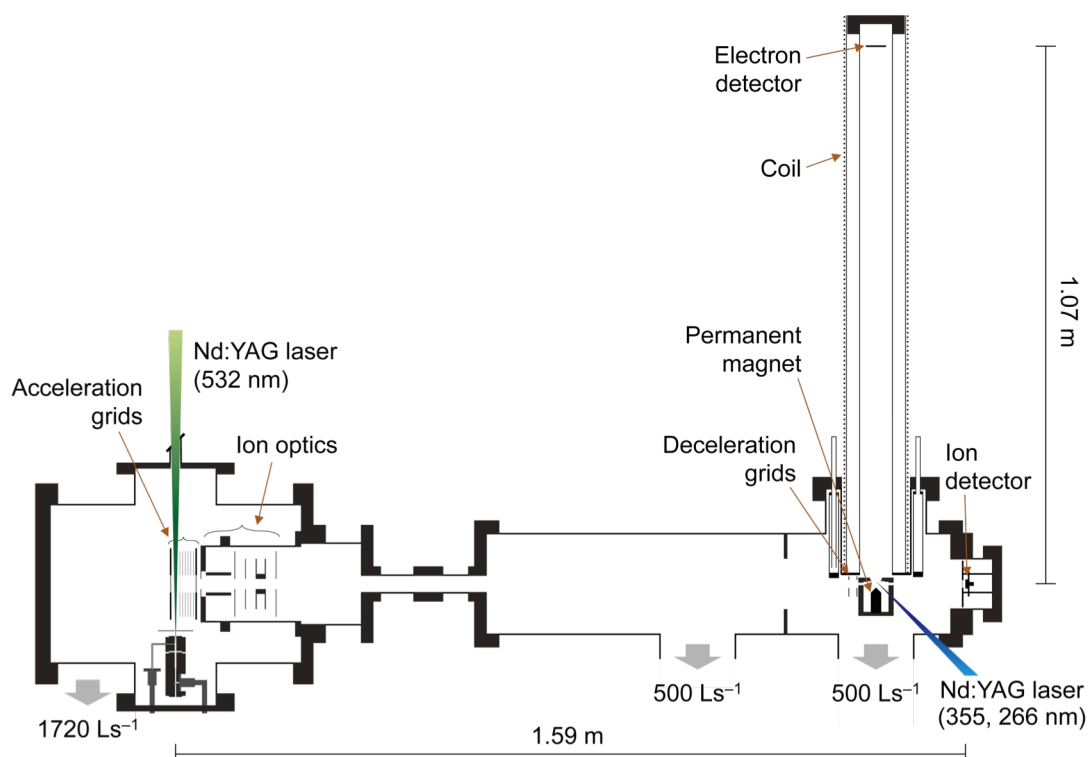 Electron
detector
Coil
1.07 m
Permanent
magnet
Nd:YAG laser
(532 nm)
Acceleration
grids
Ion optics
Deceleration
grids
Ion
detector
1720 Ls⁻¹
500 Ls⁻¹
500 Ls⁻¹
Nd:YAG laser
(355, 266 nm)
1.59 m